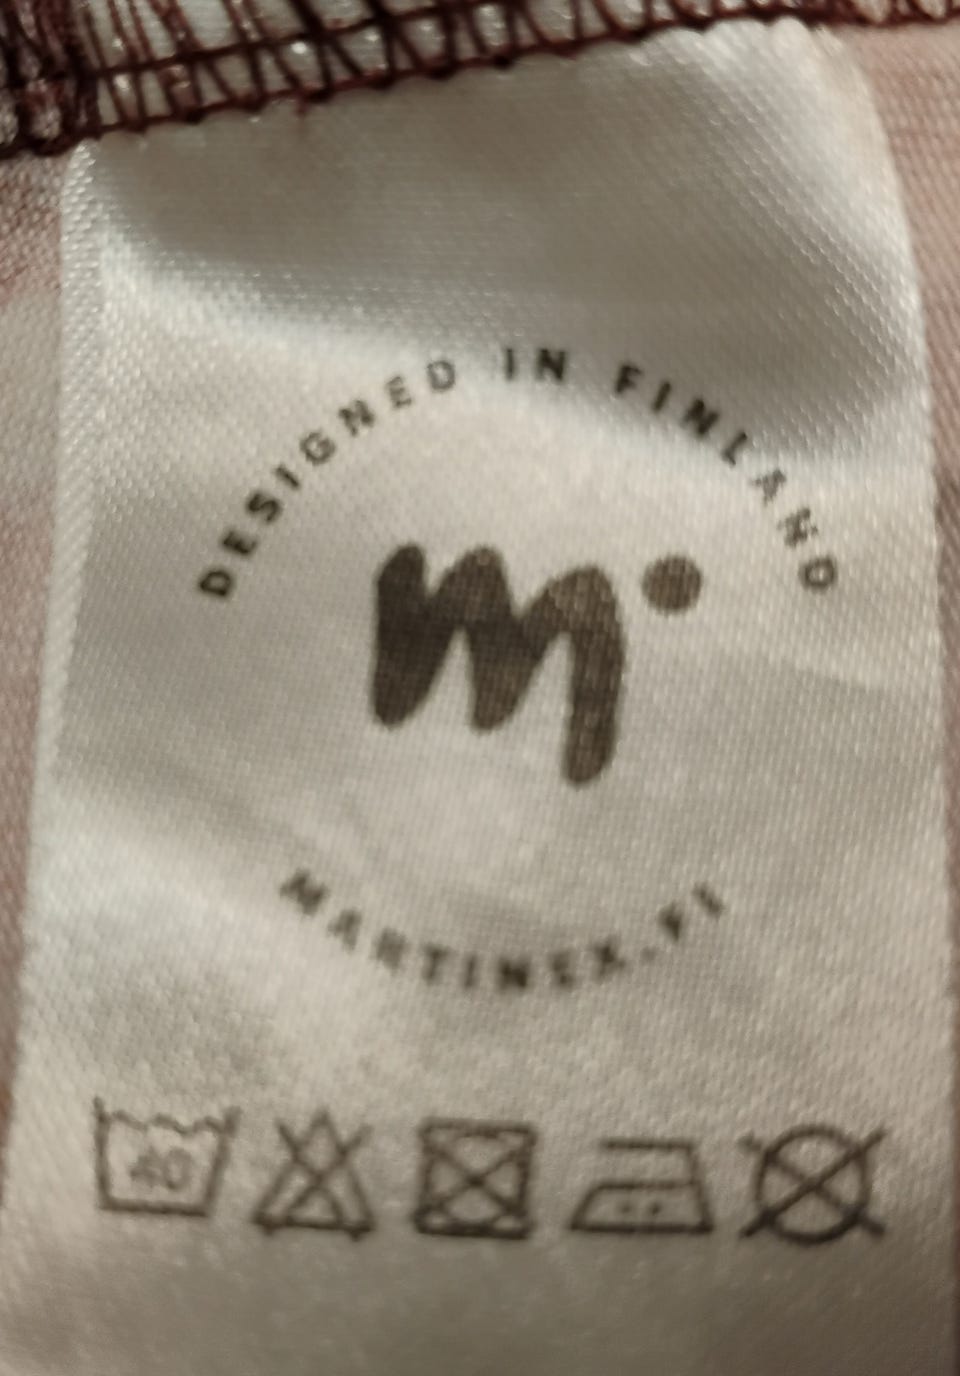 DESIGNED IN FINLAND
m
MARTINEX.FI
40